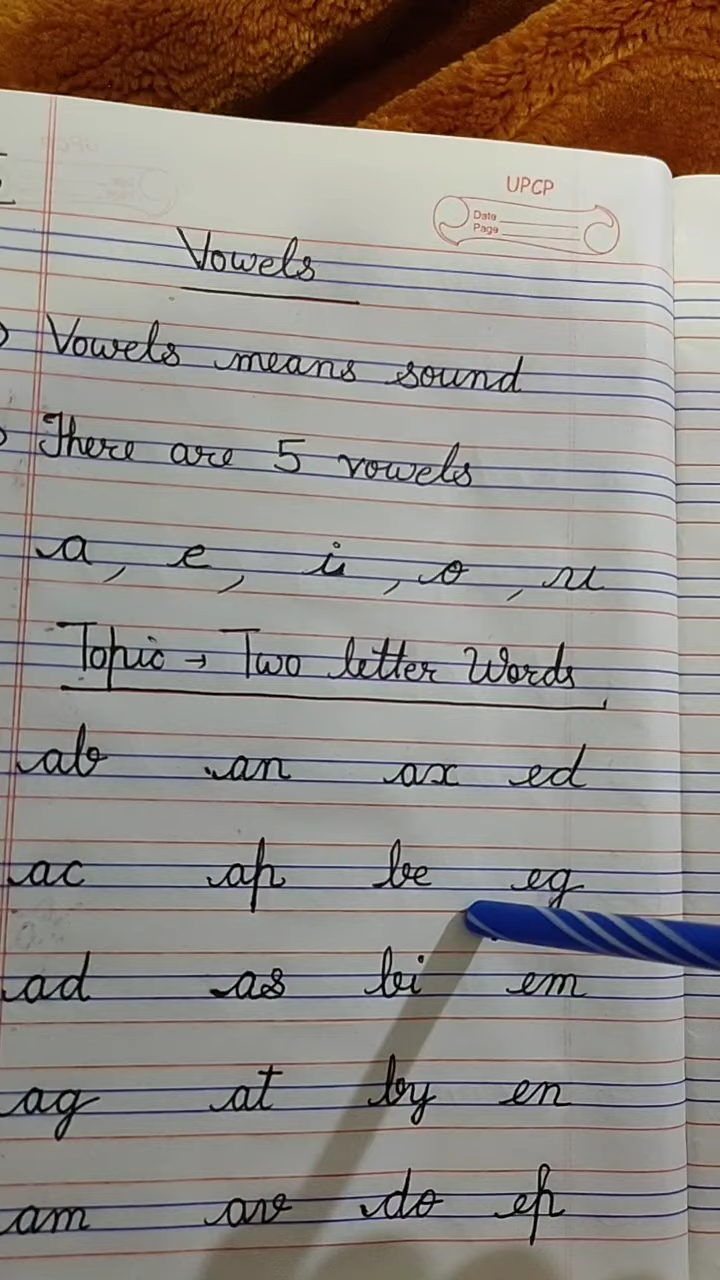 UPCP
Date
Page
Vowels
Vowels means sound
There are 5 vowels
a, e, i, o, u
Topic → Two letter Words
ab an ax ed
ac ap be eg
ad as bi em
ag at by en
am av do ep